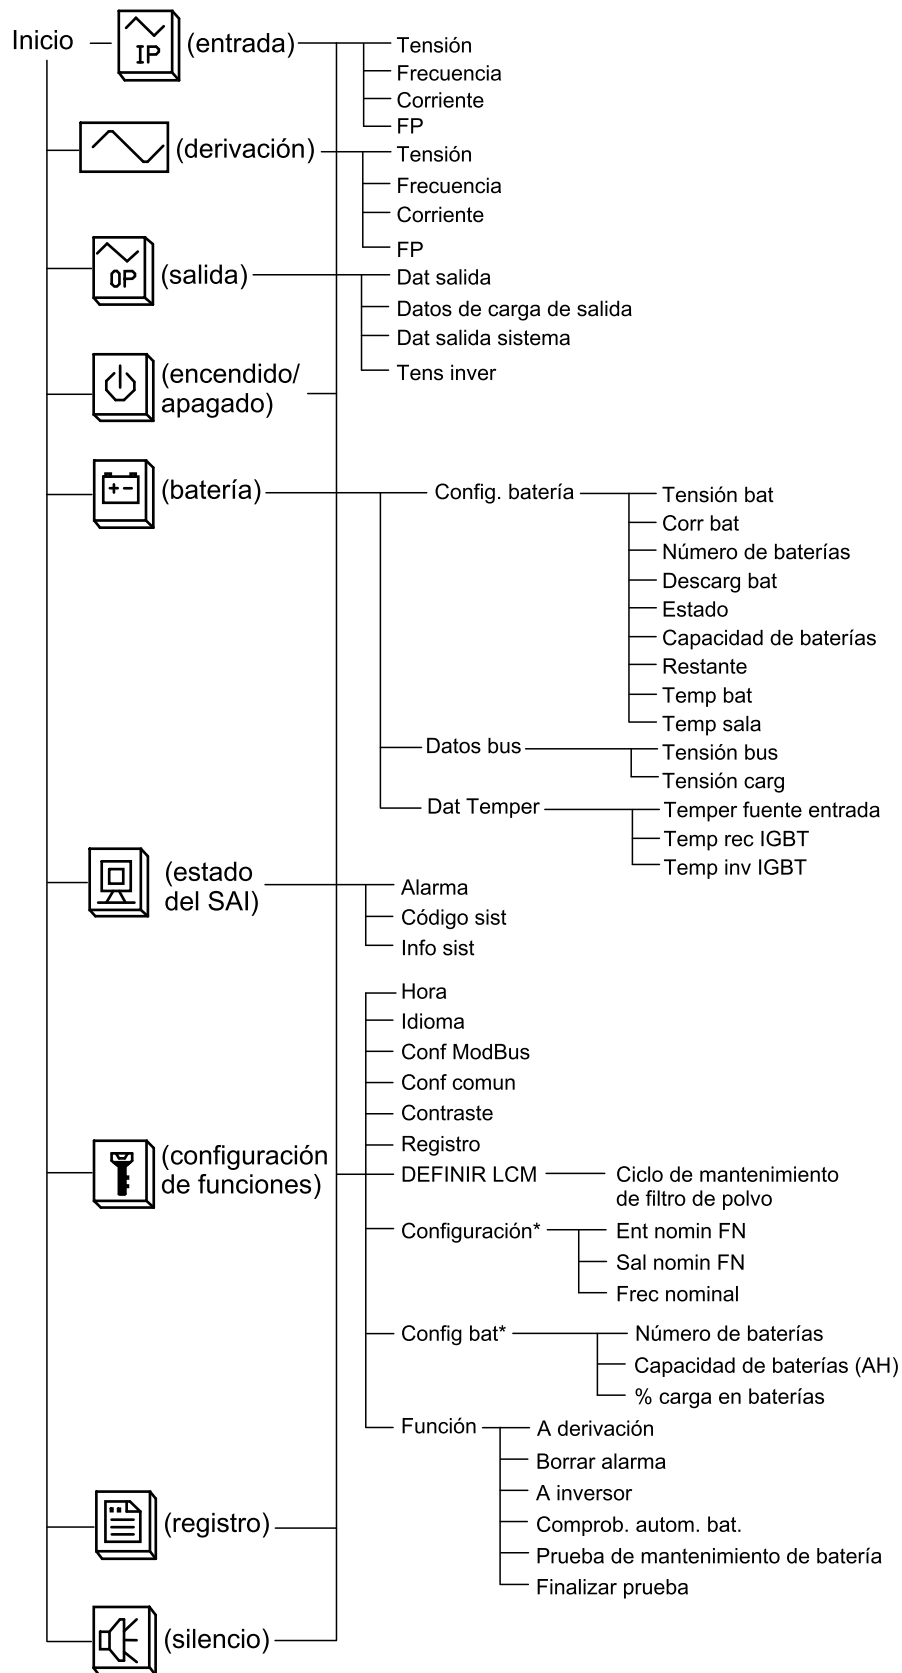 Inicio
IP
(entrada)
Tensión
Frecuencia
Corriente
FP
(derivación)
Tensión
Frecuencia
Corriente
FP
OP
(salida)
Dat salida
Datos de carga de salida
Dat salida sistema
Tens inver
(encendido/
apagado)
(batería)
Config. batería
Tensión bat
Corr bat
Número de baterías
Descarg bat
Estado
Capacidad de baterías
Restante
Temp bat
Temp sala
Datos bus
Tensión bus
Tensión carg
Dat Temper
Temper fuente entrada
Temp rec IGBT
Temp inv IGBT
(estado
del SAI)
Alarma
Código sist
Info sist
(configuración
de funciones)
Hora
Idioma
Conf ModBus
Conf comun
Contraste
Registro
DEFINIR LCM
Ciclo de mantenimiento
de filtro de polvo
Configuración*
Ent nomin FN
Sal nomin FN
Frec nominal
Config bat*
Número de baterías
Capacidad de baterías (AH)
% carga en baterías
Función
A derivación
Borrar alarma
A inversor
Comprob. autom. bat.
Prueba de mantenimiento de batería
Finalizar prueba
(registro)
(silencio)